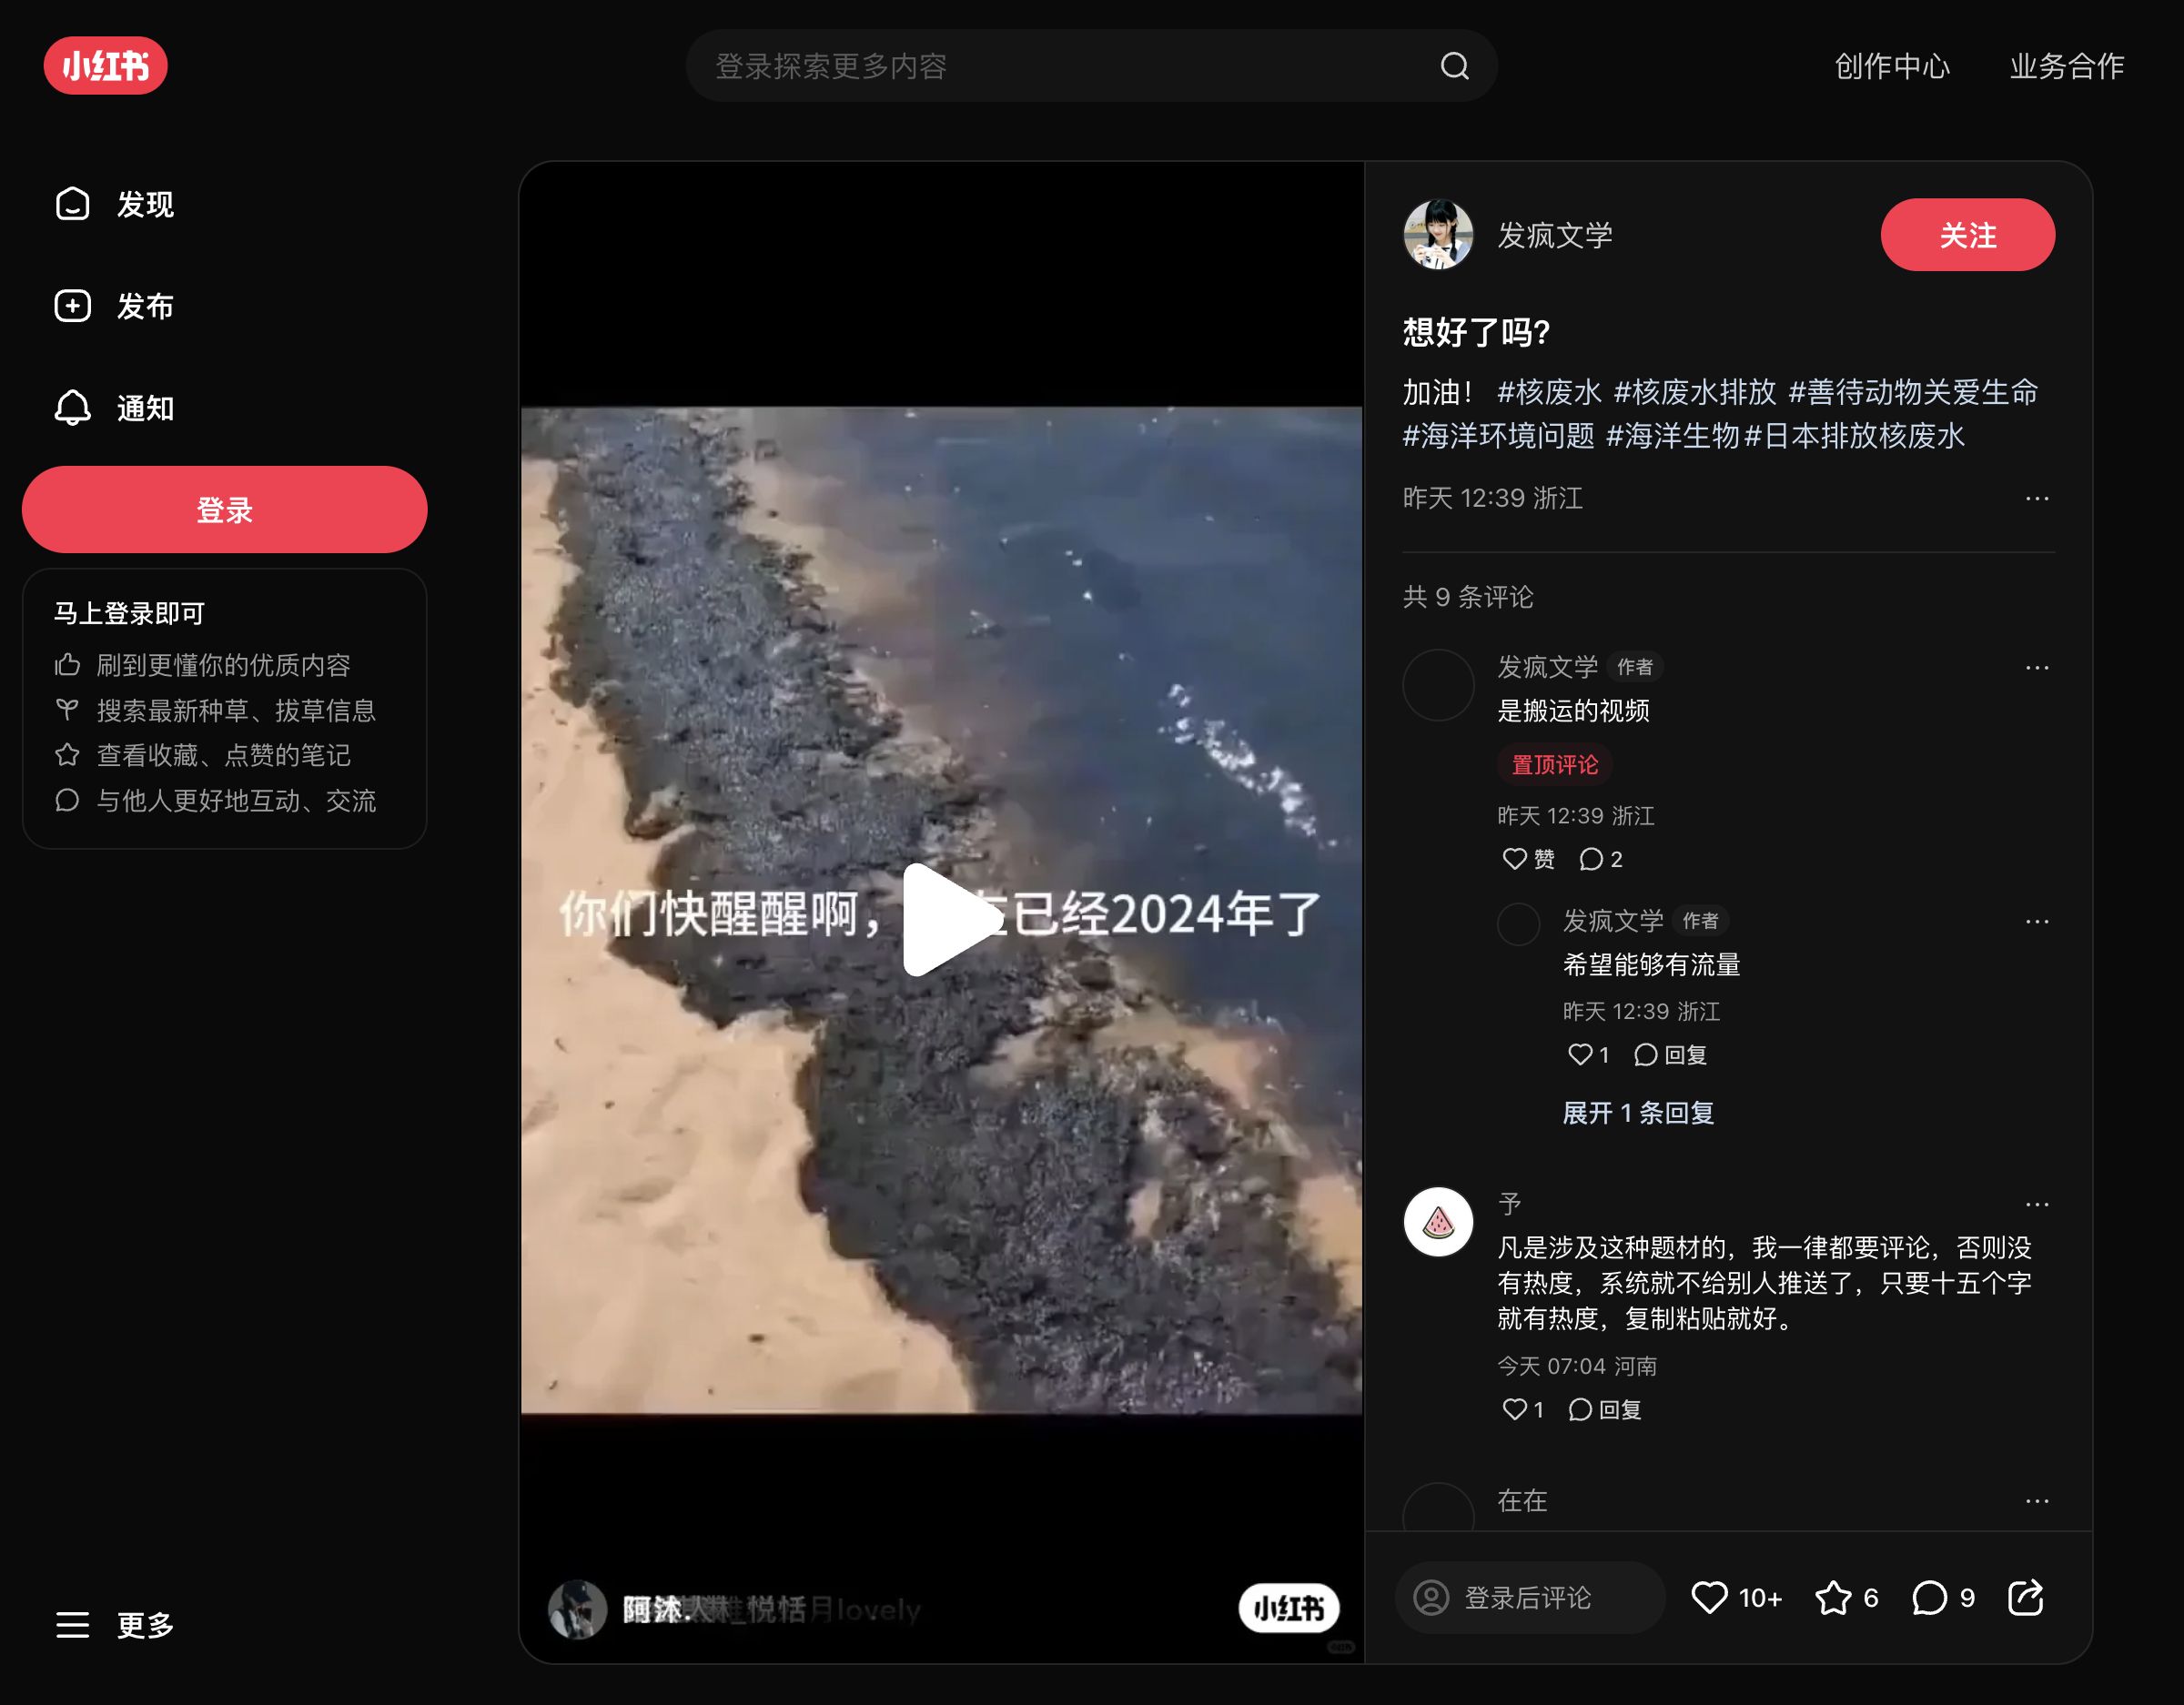 小红书
登录探索更多内容
创作中心
业务合作
发现
发布
通知
登录
马上登录即可
刷到更懂你的优质内容
搜索最新种草、拔草信息
查看收藏、点赞的笔记
与他人更好地互动、交流
更多
你们快醒醒啊，
已经2024年了
阿沐.
悦恬
月lovely
小红书
发疯文学
关注
想好了吗?
加油！ #核废水 #核废水排放 #善待动物关爱生命
#海洋环境问题 #海洋生物 #日本排放核废水
昨天 12:39 浙江
共 9 条评论
发疯文学 作者
是搬运的视频
置顶评论
昨天 12:39 浙江
赞 2
发疯文学 作者
希望能够有流量
昨天 12:39 浙江
1 回复
展开 1 条回复
予
凡是涉及这种题材的，我一律都要评论，否则没
有热度，系统就不给别人推送了，只要十五个字
就有热度，复制粘贴就好。
今天 07:04 河南
1 回复
在在
登录后评论
10+ 6 9